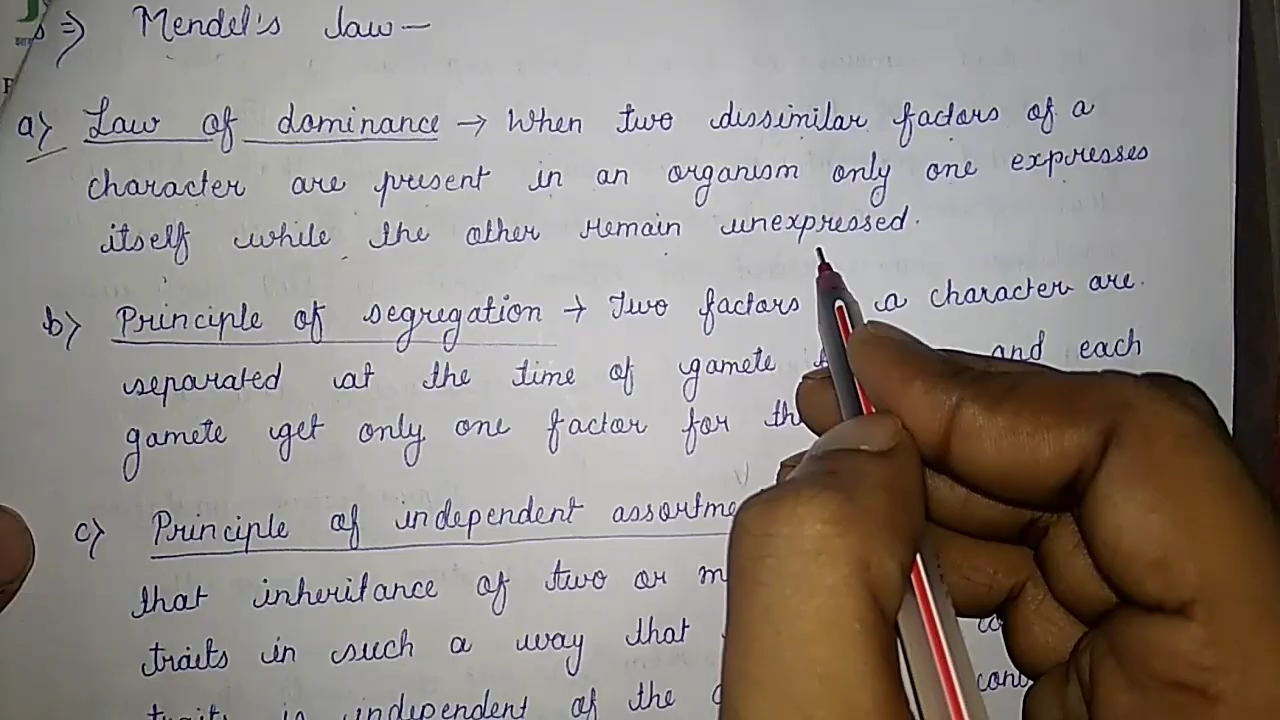 ⇒ Mendel's law —
a) Law of dominance → When two dissimilar factors of a
character are present in an organism only one expresses
itself while the other remain unexpressed.
b) Principle of segregation → Two factors a character are
separated at the time of gamete and each
gamete get only one factor for
c) Principle of independent
that inheritance of two or
traits in such a way that
is independent of the